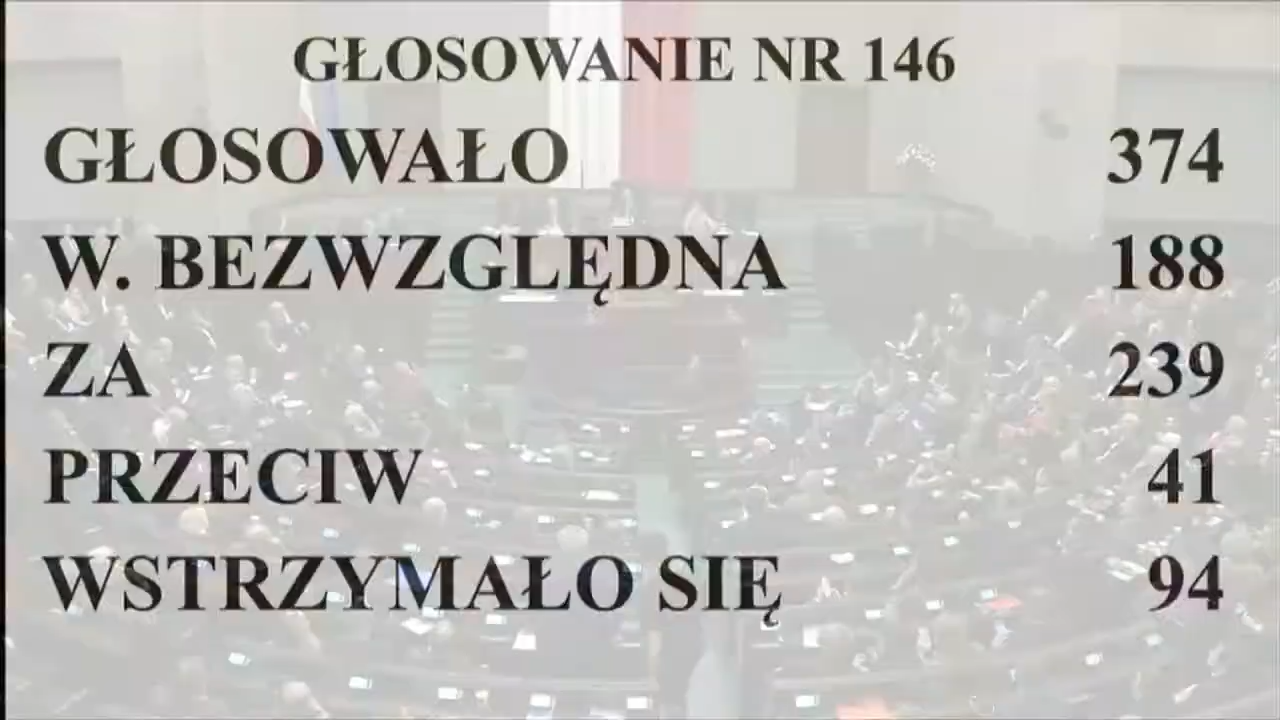 GŁOSOWANIE NR 146
GŁOSOWAŁO 374
W. BEZWZGLĘDNA 188
ZA 239
PRZECIW 41
WSTRZYMAŁO SIĘ 94